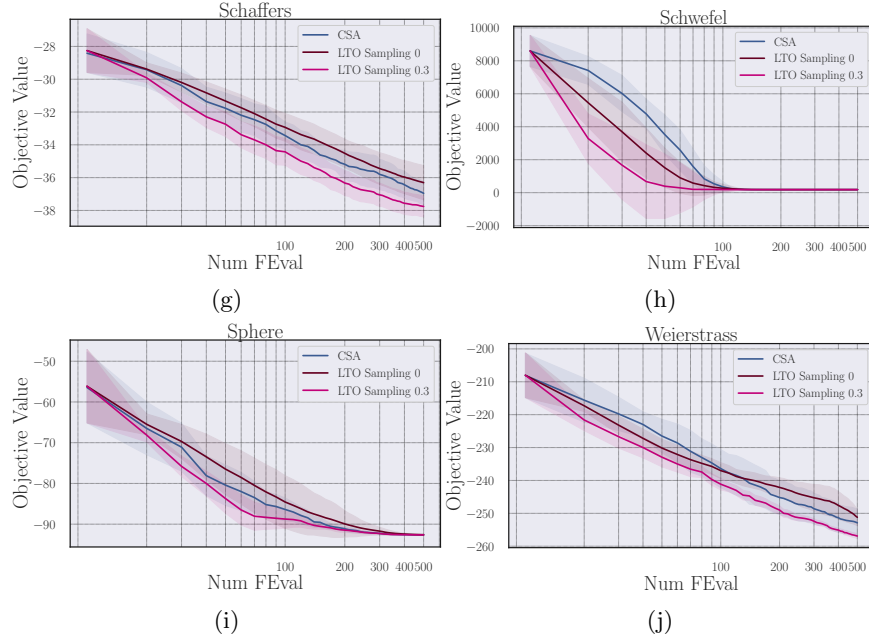 Schaffers
Objective Value
−28
−30
−32
−34
−36
−38
CSA
LTO Sampling 0
LTO Sampling 0.3
100
200
300
400
500
Num FEval
(g)
Schwefel
Objective Value
10000
8000
6000
4000
2000
0
−2000
CSA
LTO Sampling 0
LTO Sampling 0.3
100
200
300
400
500
Num FEval
(h)
Sphere
Objective Value
−50
−60
−70
−80
−90
CSA
LTO Sampling 0
LTO Sampling 0.3
100
200
300
400
500
Num FEval
(i)
Weierstrass
Objective Value
−200
−210
−220
−230
−240
−250
−260
CSA
LTO Sampling 0
LTO Sampling 0.3
100
200
300
400
500
Num FEval
(j)